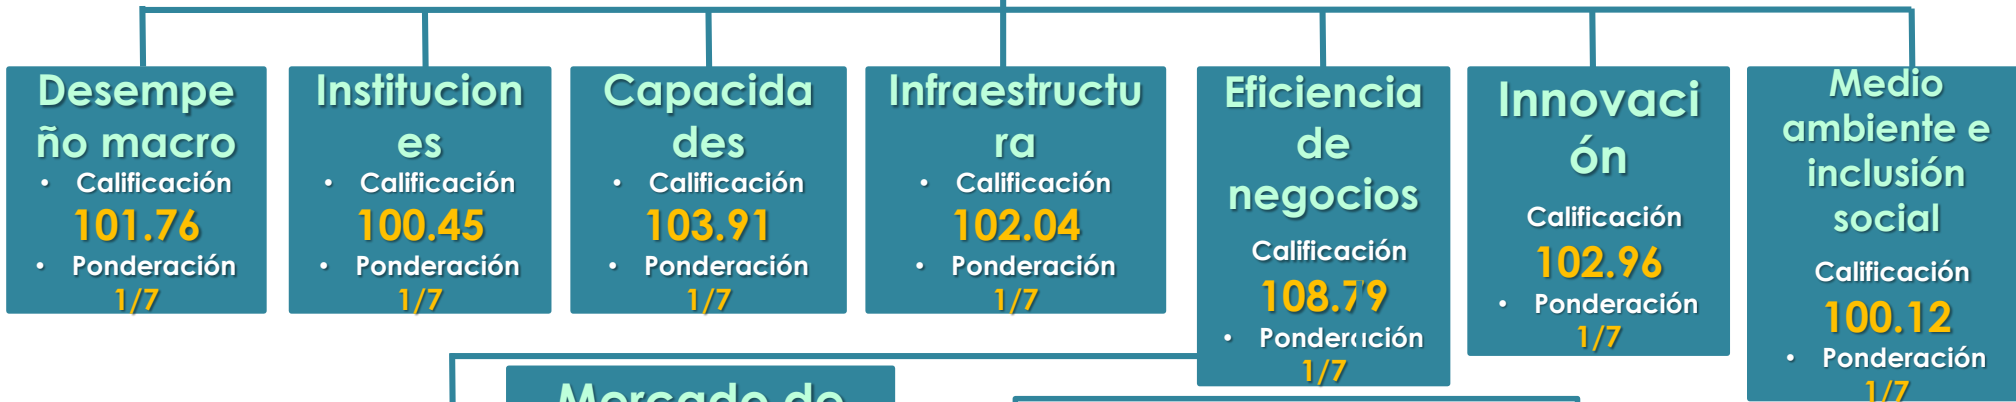 Desempe
ño macro
• Calificación
101.76
• Ponderación
1/7
Institucion
es
• Calificación
100.45
• Ponderación
1/7
Capacida
des
• Calificación
103.91
• Ponderación
1/7
Infraestructu
ra
• Calificación
102.04
• Ponderación
1/7
Eficiencia
de
negocios
Calificación
108.79
• Ponderación
1/7
Innovaci
ón
Calificación
102.96
• Ponderación
1/7
Medio
ambiente e
inclusión
social
Calificación
100.12
• Ponderación
1/7
Mercado de